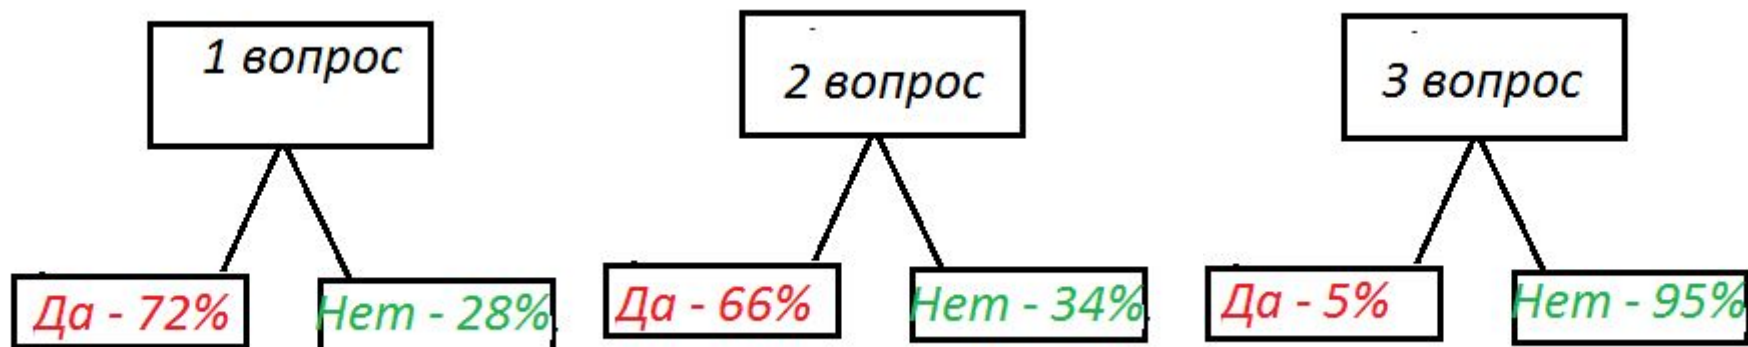 1 вопрос
2 вопрос
3 вопрос
Да - 72%
Нет - 28%
Да - 66%
Нет - 34%
Да - 5%
Нет - 95%